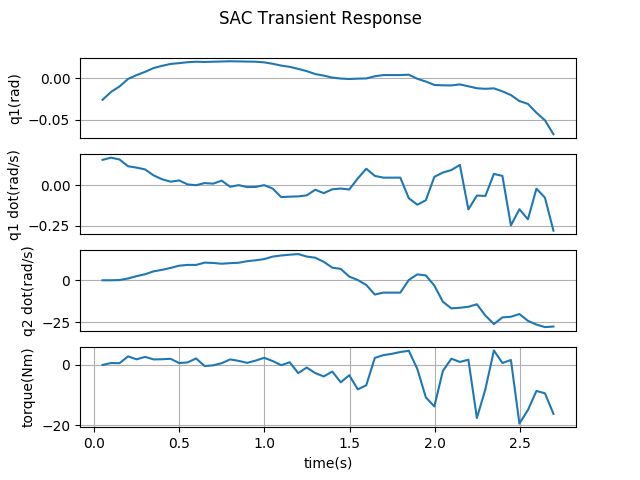 SAC Transient Response
q1(rad)
0.00
−0.05
q1 dot(rad/s)
0.00
−0.25
q2 dot(rad/s)
0
−25
torque(Nm)
0
−20
0.0 0.5 1.0 1.5 2.0 2.5
time(s)